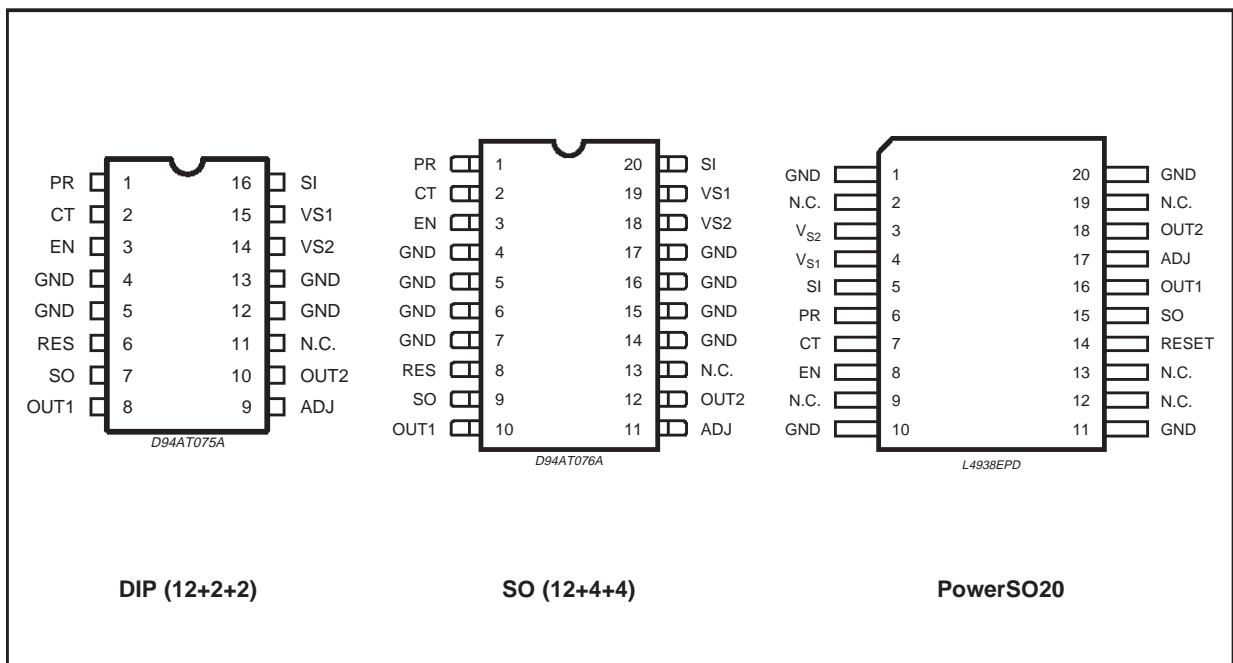 PR 1 16 SI
CT 2 15 VS1
EN 3 14 VS2
GND 4 13 GND
GND 5 12 GND
RES 6 11 N.C.
SO 7 10 OUT2
OUT1 8 9 ADJ
D94AT075A
DIP (12+2+2)
PR 1 20 SI
CT 2 19 VS1
EN 3 18 VS2
GND 4 17 GND
GND 5 16 GND
GND 6 15 GND
GND 7 14 GND
RES 8 13 N.C.
SO 9 12 OUT2
OUT1 10 11 ADJ
D94AT076A
SO (12+4+4)
GND 1 20 GND
N.C. 2 19 N.C.
VS2 3 18 OUT2
VS1 4 17 ADJ
SI 5 16 OUT1
PR 6 15 SO
CT 7 14 RESET
EN 8 13 N.C.
N.C. 9 12 N.C.
GND 10 11 GND
L4938EPD
PowerSO20